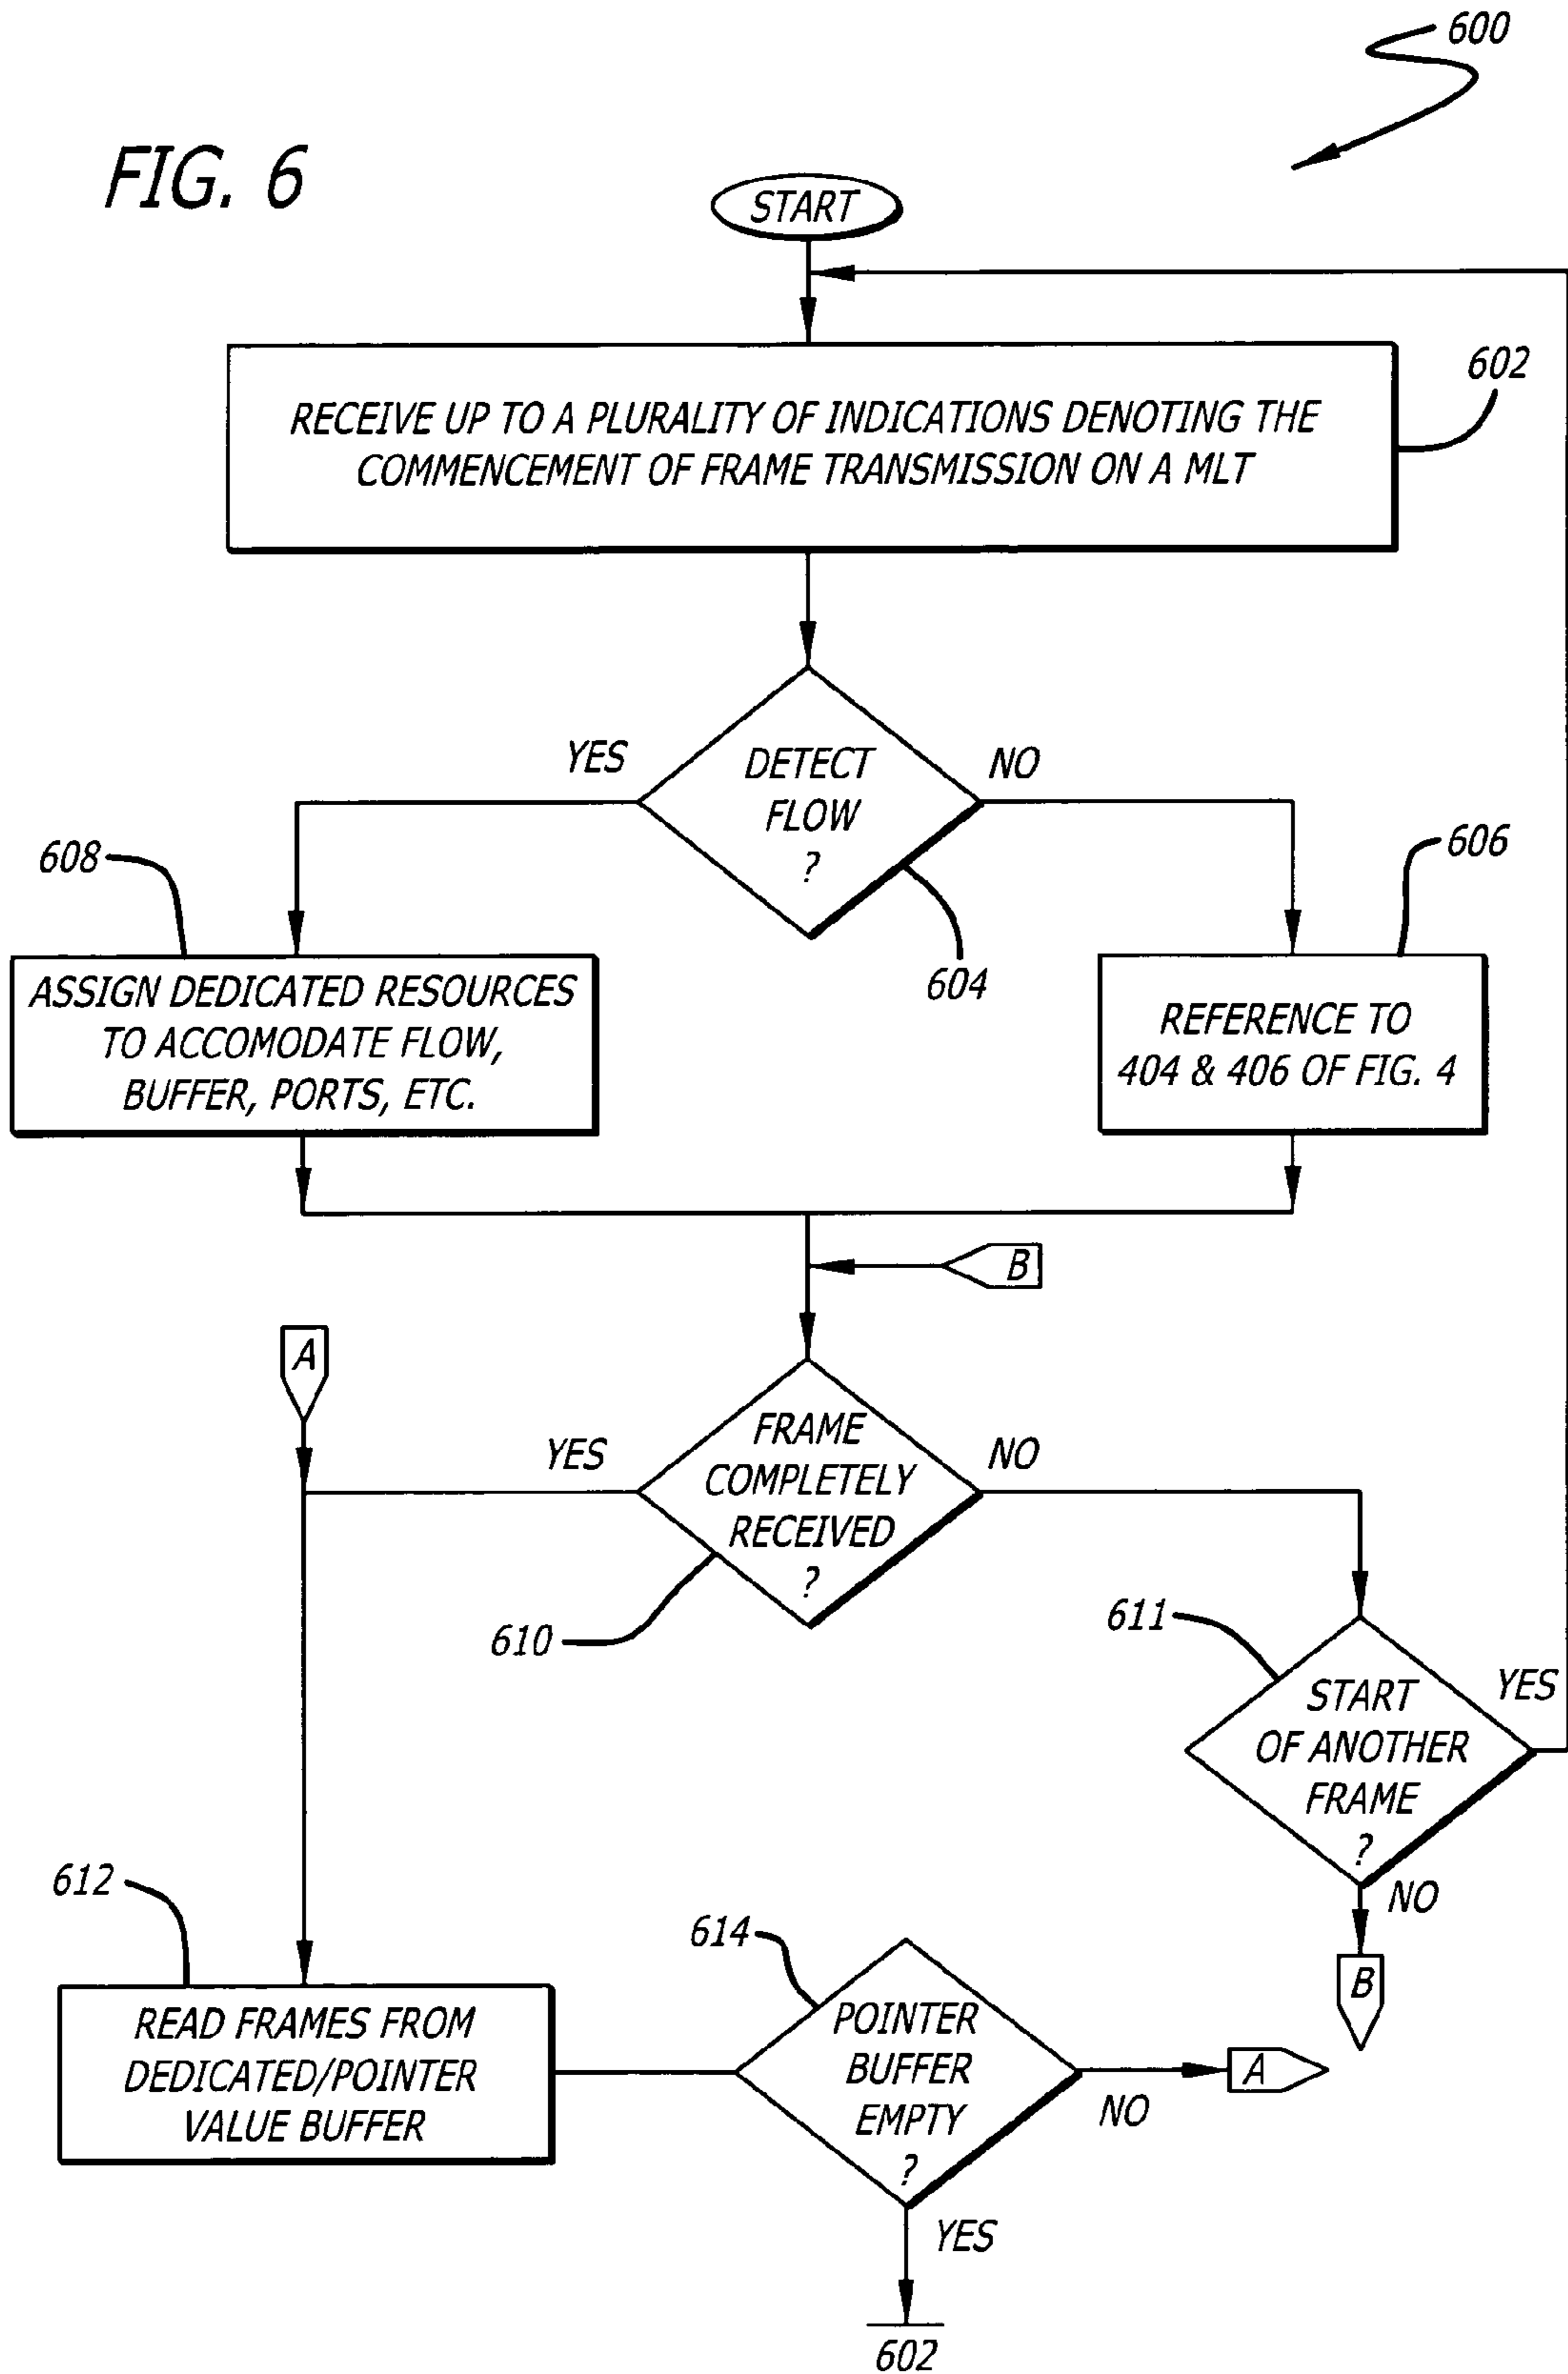 600
FIG. 6
START
602
RECEIVE UP TO A PLURALITY OF INDICATIONS DENOTING THE
COMMENCEMENT OF FRAME TRANSMISSION ON A MLT
YES
DETECT
FLOW
?
NO
604
608
606
ASSIGN DEDICATED RESOURCES
TO ACCOMODATE FLOW,
BUFFER, PORTS, ETC.
REFERENCE TO
404 & 406 OF FIG. 4
B
A
YES
FRAME
COMPLETELY
RECEIVED
?
NO
610
611
START
OF ANOTHER
FRAME
?
YES
NO
B
612
READ FRAMES FROM
DEDICATED/POINTER
VALUE BUFFER
614
POINTER
BUFFER
EMPTY
?
NO
A
YES
602